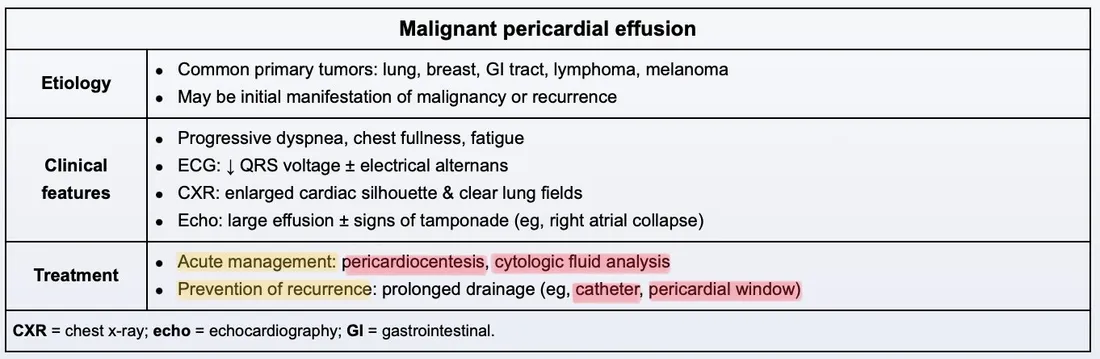 Malignant pericardial effusion
Etiology
• Common primary tumors: lung, breast, GI tract, lymphoma, melanoma
• May be initial manifestation of malignancy or recurrence
Clinical
features
• Progressive dyspnea, chest fullness, fatigue
• ECG: ↓ QRS voltage ± electrical alternans
• CXR: enlarged cardiac silhouette & clear lung fields
• Echo: large effusion ± signs of tamponade (eg, right atrial collapse)
Treatment
• Acute management: pericardiocentesis, cytologic fluid analysis
• Prevention of recurrence: prolonged drainage (eg, catheter, pericardial window)
CXR = chest x-ray; echo = echocardiography; GI = gastrointestinal.